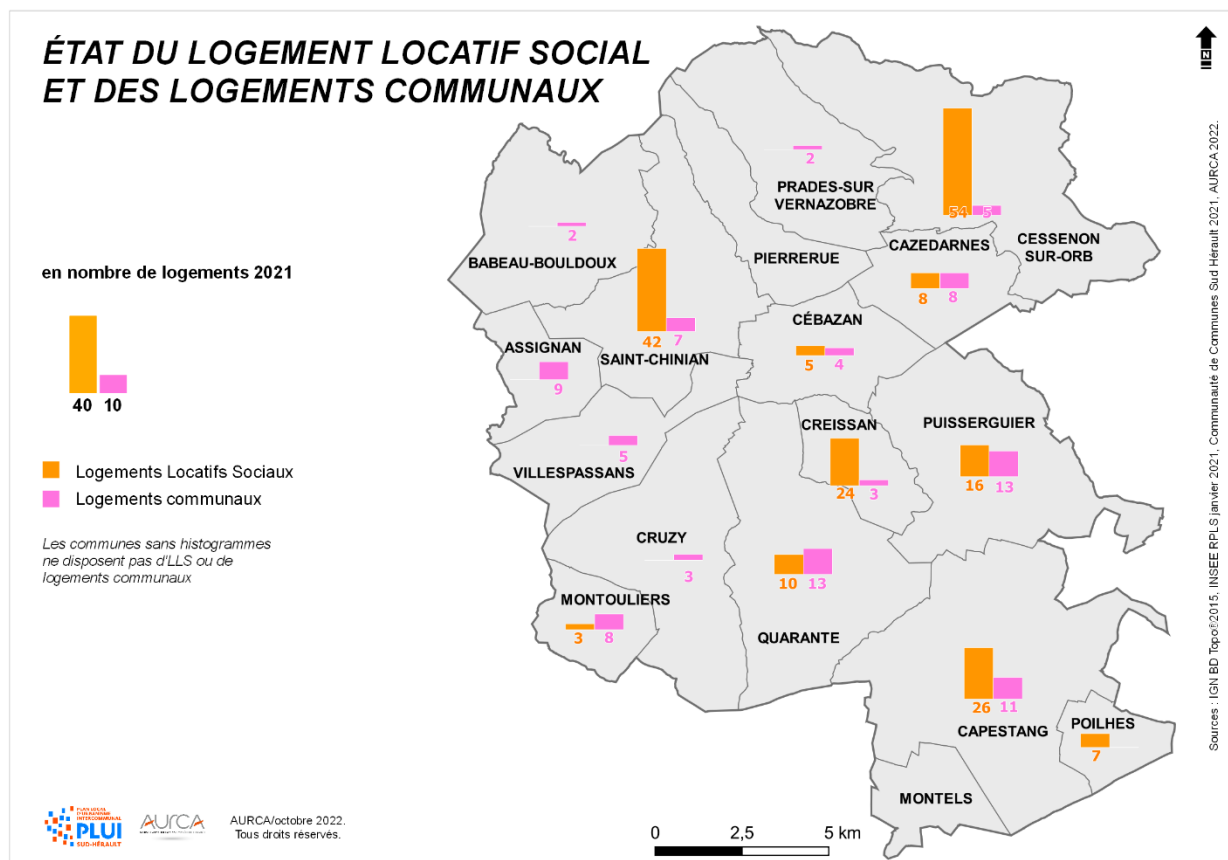 ÉTAT DU LOGEMENT LOCATIF SOCIAL
ET DES LOGEMENTS COMMUNAUX
N
en nombre de logements 2021
40 10
Logements Locatifs Sociaux
Logements communaux
Les communes sans histogrammes
ne disposent pas d'LLS ou de
logements communaux
2
PRADES-SUR
VERNAZOBRE
54 5
CESSENON
SUR-ORB
2
BABEAU-BOULDOUX
PIERRERUE
CAZEDARNES
8 8
42 7
SAINT-CHINIAN
CÉBAZAN
5 4
ASSIGNAN
9
5
VILLESPASSANS
CREISSAN
24 3
PUISSERGUIER
16 13
CRUZY
3
MONTOULIERS
3 8
10 13
QUARANTE
26 11
CAPESTANG
POILHES
7
MONTELS
PLAN LOCAL
D'URBANISME
INTERCOMMUNAL
PLUI
SUD-HÉRAULT
AURCA
AURCA/octobre 2022.
Tous droits réservés.
0 2,5 5 km
Sources : IGN BD Topo®2015, INSEE RPLS janvier 2021, Communauté de Communes Sud Hérault 2021, AURCA 2022.